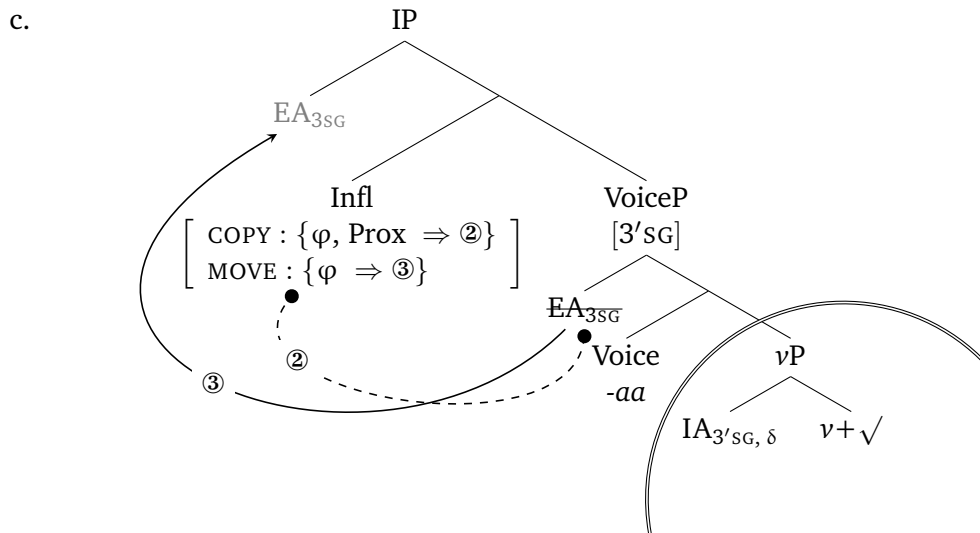 c.
IP
EA3SG
Infl
VoiceP
[ COPY : {φ, Prox ⇒ ②}
MOVE : {φ ⇒ ③} ]
[3′SG]
EA3SG
②
Voice
vP
③
-aa
IA3′SG, δ
v+√